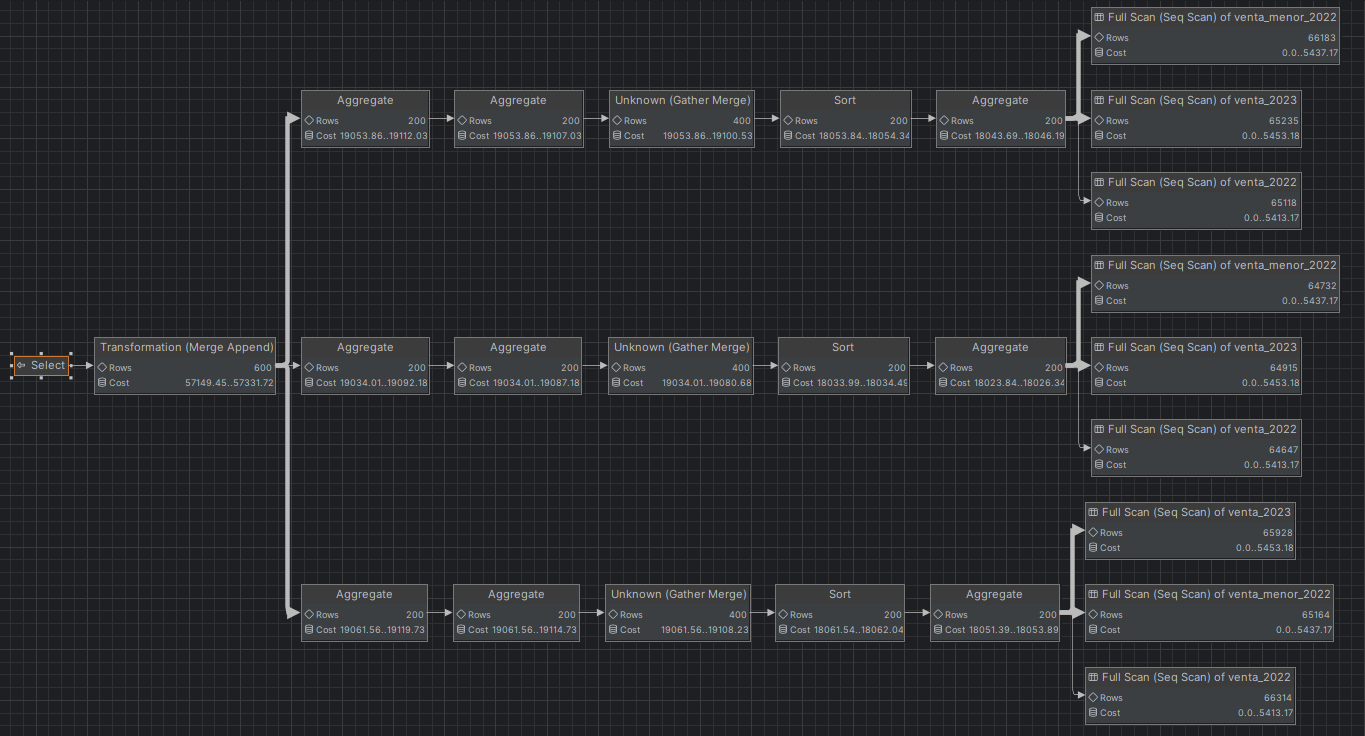 Full Scan (Seq Scan) of venta_menor_2022
Rows 66183
Cost 0.0..5437.17
Aggregate
Rows 200
Cost 19053.86..19112.03
Aggregate
Rows 200
Cost 19053.86..19107.03
Unknown (Gather Merge)
Rows 400
Cost 19053.86..19100.53
Sort
Rows 200
Cost 18053.84..18054.34
Aggregate
Rows 200
Cost 18043.69..18046.19
Full Scan (Seq Scan) of venta_2023
Rows 65235
Cost 0.0..5453.18
Full Scan (Seq Scan) of venta_2022
Rows 65118
Cost 0.0..5413.17
Full Scan (Seq Scan) of venta_menor_2022
Rows 64732
Cost 0.0..5437.17
Select
Transformation (Merge Append)
Rows 600
Cost 57149.45..57331.72
Aggregate
Rows 200
Cost 19034.01..19092.18
Aggregate
Rows 200
Cost 19034.01..19087.18
Unknown (Gather Merge)
Rows 400
Cost 19034.01..19080.68
Sort
Rows 200
Cost 18033.99..18034.49
Aggregate
Rows 200
Cost 18023.84..18026.34
Full Scan (Seq Scan) of venta_2023
Rows 64915
Cost 0.0..5453.18
Full Scan (Seq Scan) of venta_2022
Rows 64647
Cost 0.0..5413.17
Full Scan (Seq Scan) of venta_2023
Rows 65928
Cost 0.0..5453.18
Aggregate
Rows 200
Cost 19061.56..19119.73
Aggregate
Rows 200
Cost 19061.56..19114.73
Unknown (Gather Merge)
Rows 400
Cost 19061.56..19108.23
Sort
Rows 200
Cost 18061.54..18062.04
Aggregate
Rows 200
Cost 18051.39..18053.89
Full Scan (Seq Scan) of venta_menor_2022
Rows 65164
Cost 0.0..5437.17
Full Scan (Seq Scan) of venta_2022
Rows 66314
Cost 0.0..5413.17